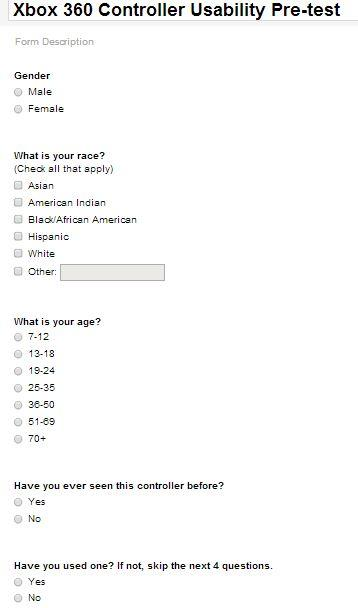 Xbox 360 Controller Usability Pre-test
Form Description
Gender
Male
Female
What is your race?
(Check all that apply)
Asian
American Indian
Black/African American
Hispanic
White
Other:
What is your age?
7-12
13-18
19-24
25-35
36-50
51-69
70+
Have you ever seen this controller before?
Yes
No
Have you used one? If not, skip the next 4 questions.
Yes
No